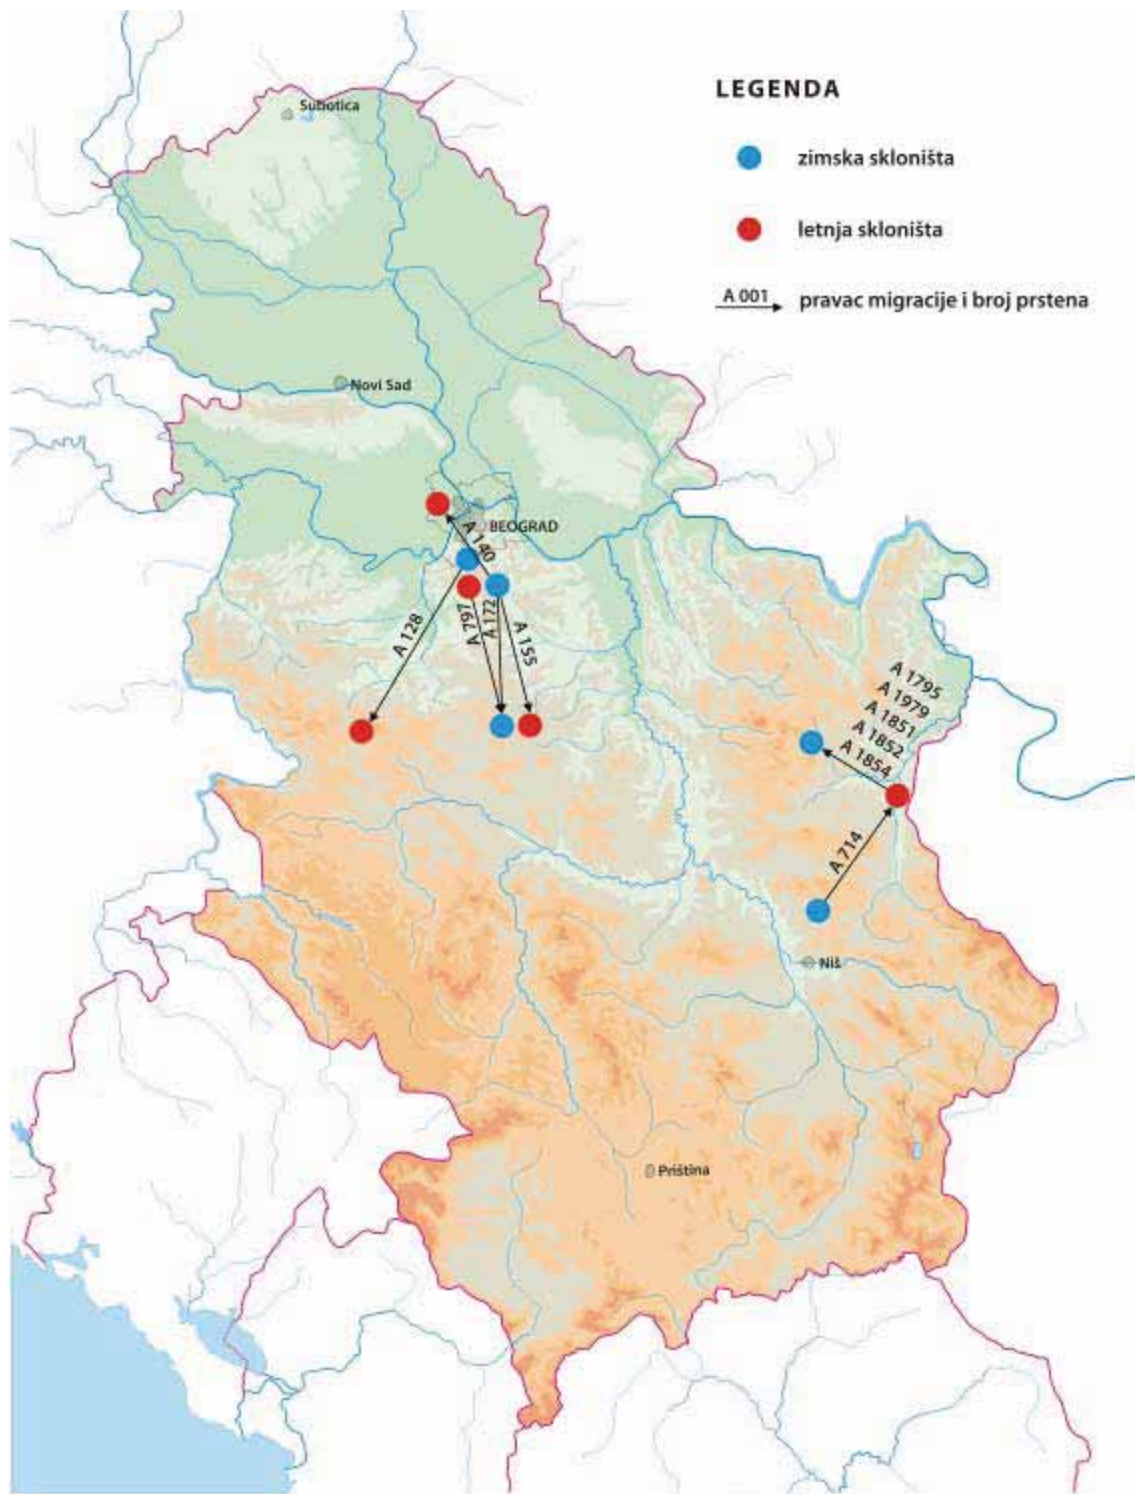 LEGENDA
zimska skloništa
letnja skloništa
A 001
pravac migracije i broj prstena
Subotica
Novi Sad
BEOGRAD
A 140
A 128
A 797
A 172
A 155
A 1795
A 1979
A 1851
A 1852
A 1854
A 714
Niš
Priština